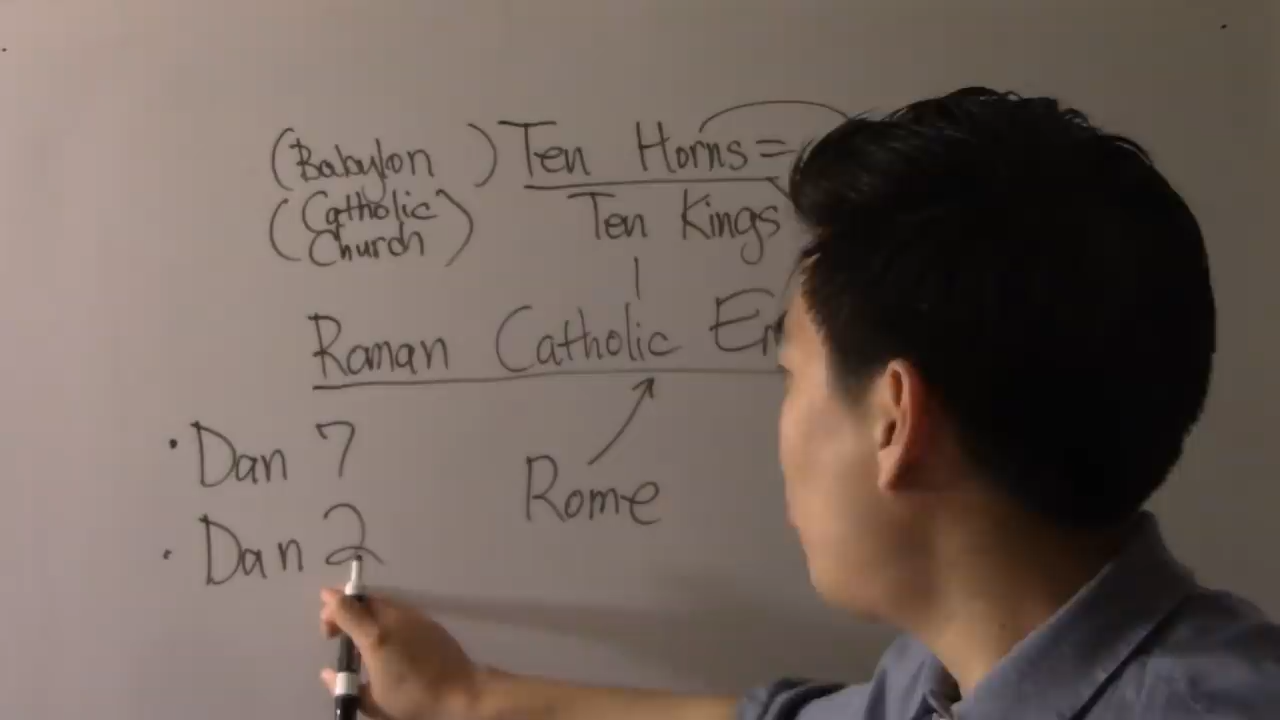 (Babylon) Ten Horns =
(Catholic Church) Ten Kings
Roman Catholic
Dan 7
Rome
Dan 2